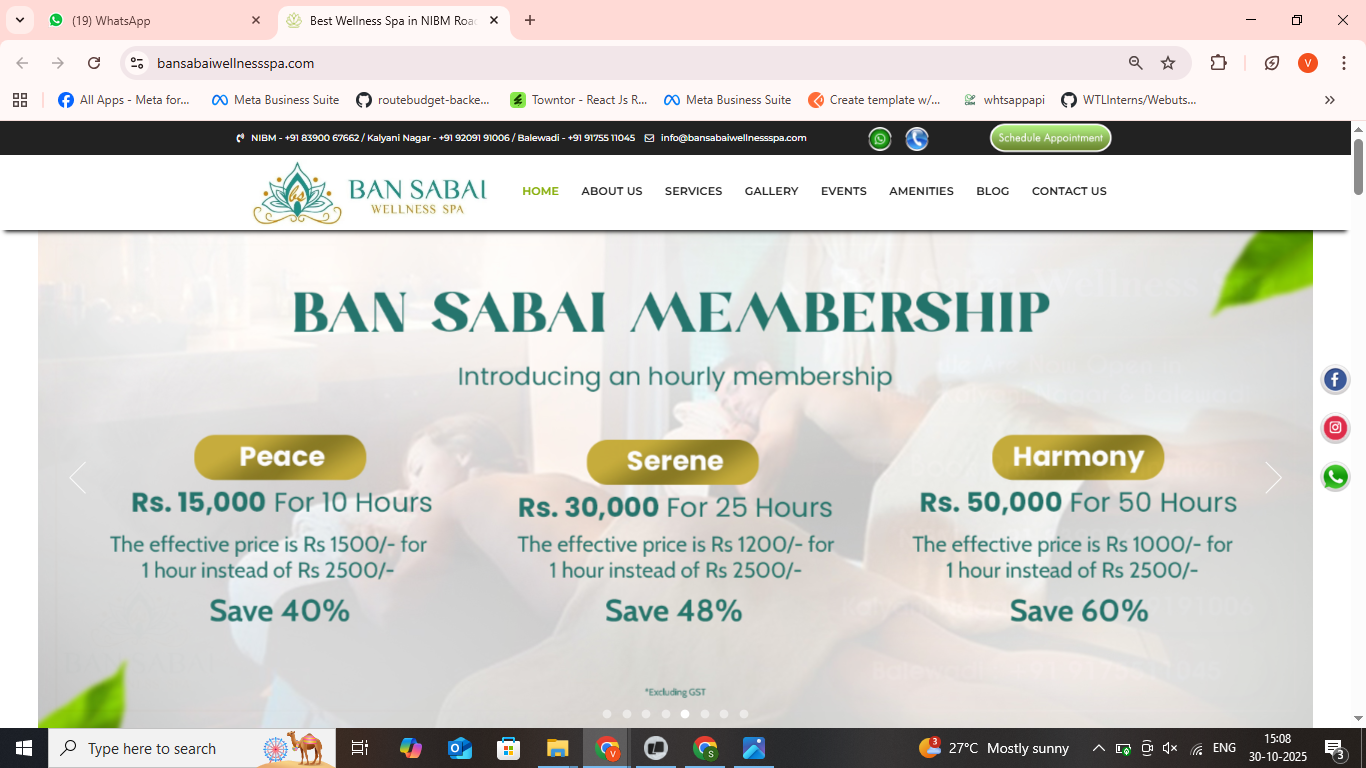 (19) WhatsApp
Best Wellness Spa in NIBM Road
bansabaiwellnessspa.com
V
All Apps - Meta for...
Meta Business Suite
routebudget-backe...
Towntor - React Js R...
Meta Business Suite
Create template w/...
whtsappapi
WTLInterns/Webuts...
NIBM - +91 83900 67662 / Kalyani Nagar - +91 92091 91006 / Balewadi - +91 91755 11045
info@bansabaiwellnessspa.com
Schedule Appointment
bs
BAN SABAI
WELLNESS SPA
HOME
ABOUT US
SERVICES
GALLERY
EVENTS
AMENITIES
BLOG
CONTACT US
BAN SABAI MEMBERSHIP
Introducing an hourly membership
Peace
Rs. 15,000 For 10 Hours
The effective price is Rs 1500/- for
1 hour instead of Rs 2500/-
Save 40%
Serene
Rs. 30,000 For 25 Hours
The effective price is Rs 1200/- for
1 hour instead of Rs 2500/-
Save 48%
Harmony
Rs. 50,000 For 50 Hours
The effective price is Rs 1000/- for
1 hour instead of Rs 2500/-
Save 60%
*Excluding GST
Type here to search
V
S
3
27°C Mostly sunny
ENG
15:08
30-10-2025
3